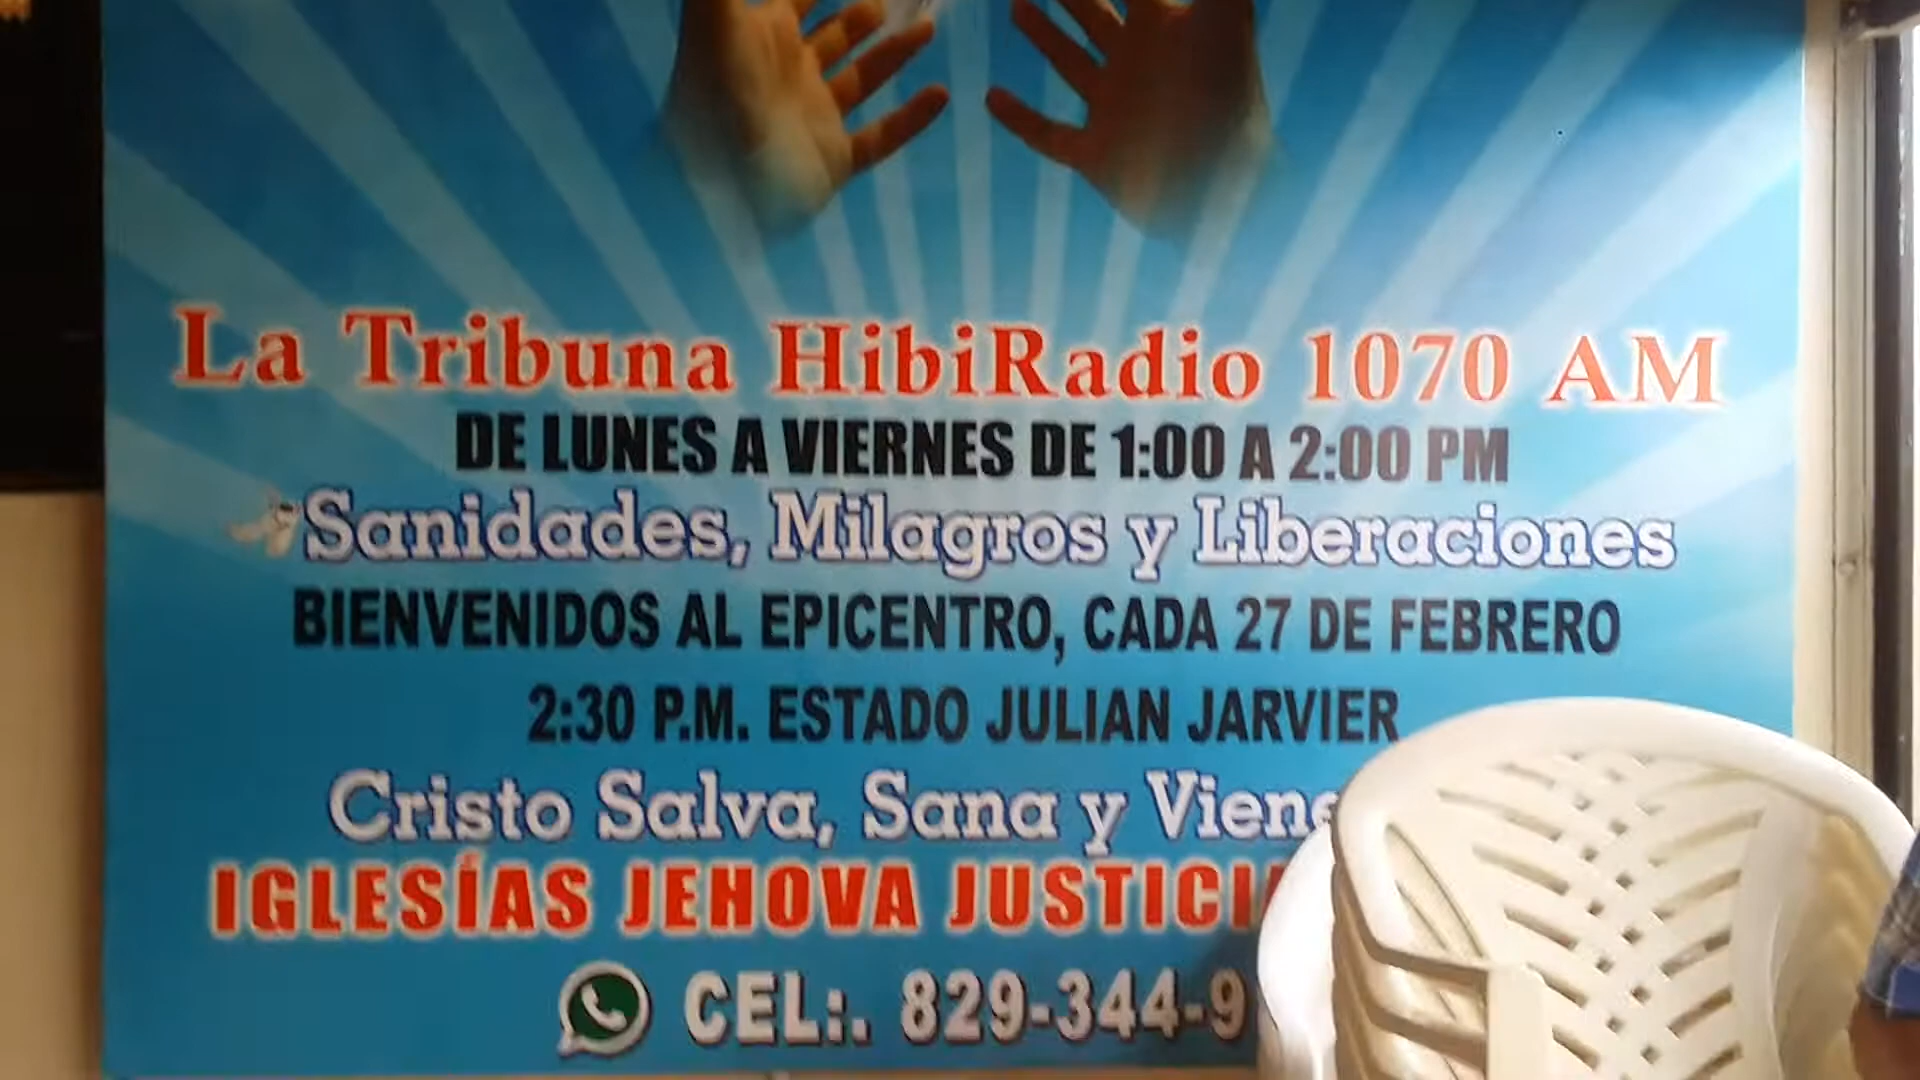 La Tribuna HibiRadio 1070 AM
DE LUNES A VIERNES DE 1:00 A 2:00 PM
Sanidades, Milagros y Liberaciones
BIENVENIDOS AL EPICENTRO, CADA 27 DE FEBRERO
2:30 P.M. ESTADO JULIAN JARVIER
Cristo Salva, Sana y Viene
IGLESÍAS JEHOVA
CEL:. 829-344-9